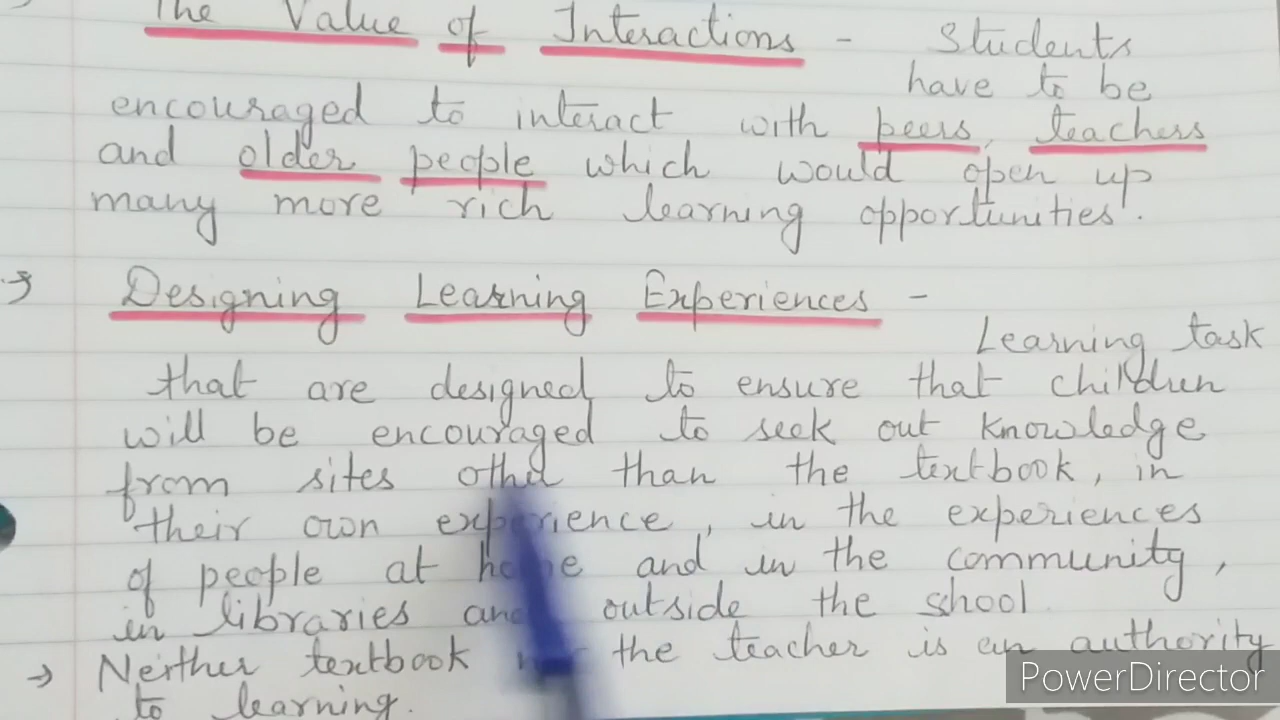 The Value of Interactions - Students
have to be
encouraged to interact with peers, teachers
and older people which would open up
many more rich learning opportunities.
→ Designing Learning Experiences -
Learning task
that are designed to ensure that children
will be encouraged to seek out knowledge
from sites other than the textbook, in
their own experience, in the experiences
of people at home and in the community,
in libraries and outside the school
→ Neither textbook the teacher is an authority
to learning.
PowerDirector